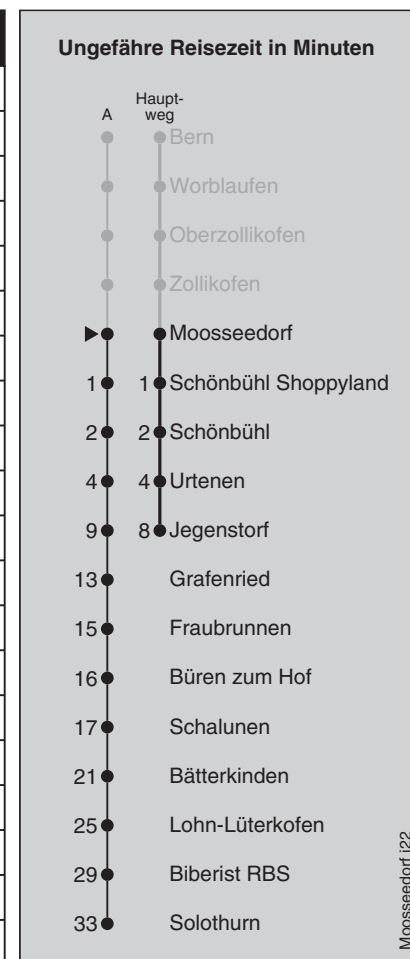 Ungefähre Reisezeit in Minuten
A
Haupt-
weg
Bern
Worblaufen
Oberzollikofen
Zollikofen
Moosseedorf
1 1 Schönbühl Shoppyland
2 2 Schönbühl
4 4 Urtenen
9 8 Jegenstorf
13 Grafenried
15 Fraubrunnen
16 Büren zum Hof
17 Schalunen
21 Bätterkinden
25 Lohn-Lüterkofen
29 Biberist RBS
33 Solothurn
Moosseedorf j22